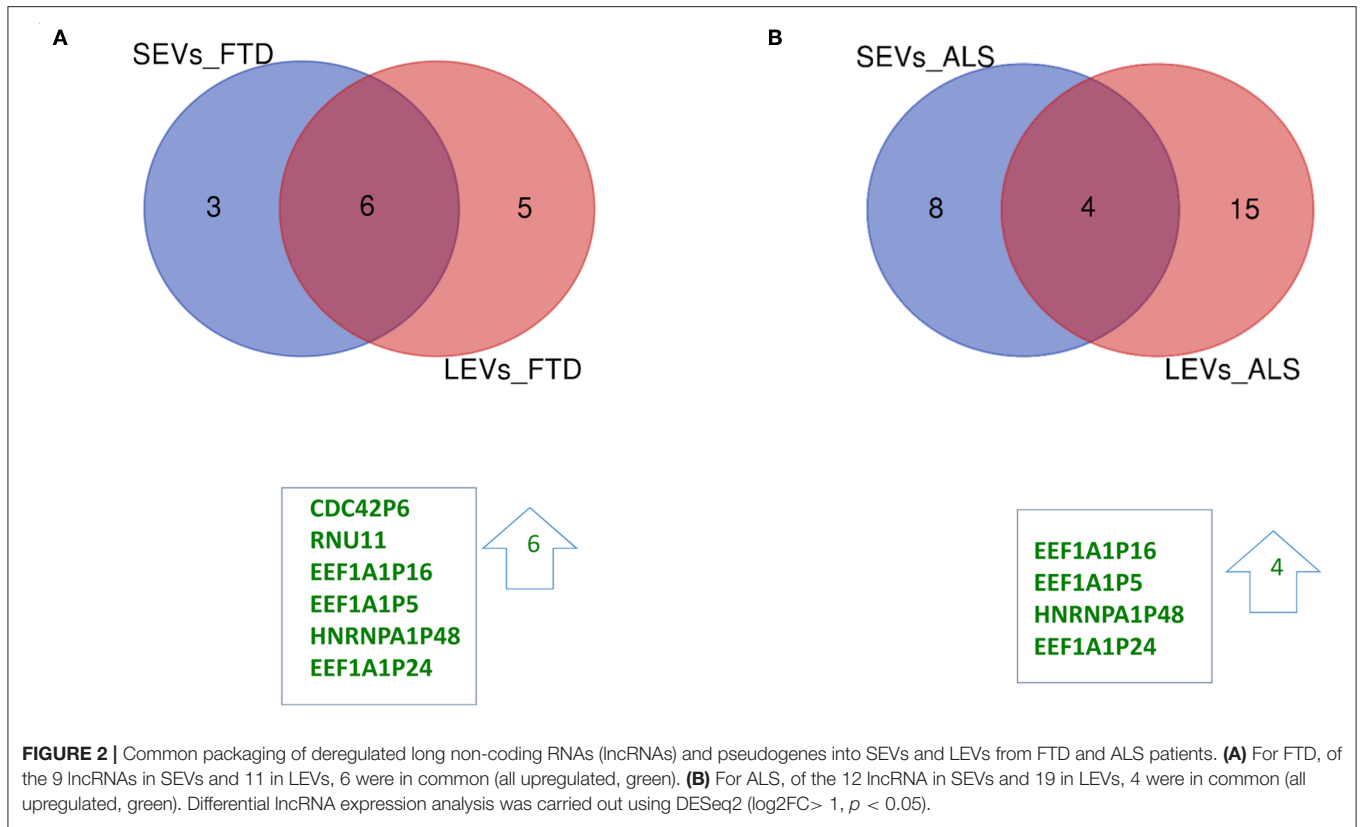 A
SEVs_FTD
3
6
5
LEVs_FTD
CDC42P6
RNU11
EEF1A1P16
EEF1A1P5
HNRNPA1P48
EEF1A1P24
6
B
SEVs_ALS
8
4
15
LEVs_ALS
EEF1A1P16
EEF1A1P5
HNRNPA1P48
EEF1A1P24
4
FIGURE 2 | Common packaging of deregulated long non-coding RNAs (lncRNAs) and pseudogenes into SEVs and LEVs from FTD and ALS patients. (A) For FTD, of
the 9 lncRNAs in SEVs and 11 in LEVs, 6 were in common (all upregulated, green). (B) For ALS, of the 12 lncRNA in SEVs and 19 in LEVs, 4 were in common (all
upregulated, green). Differential lncRNA expression analysis was carried out using DESeq2 (log2FC> 1, p < 0.05).